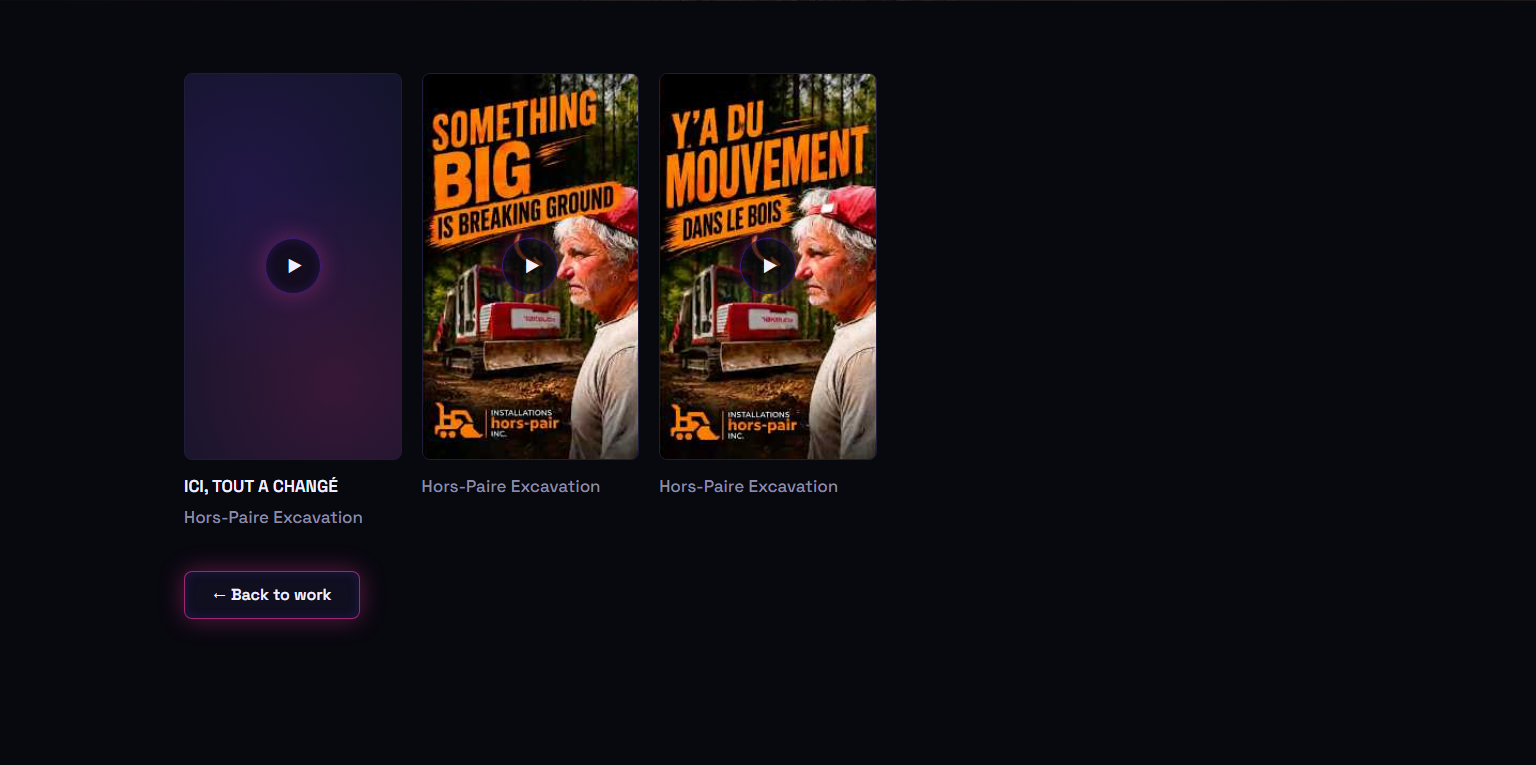 SOMETHING
BIG
IS BREAKING GROUND
INSTALLATIONS
hors-pair
INC.
Y'A DU
MOUVEMENT
DANS LE BOIS
INSTALLATIONS
hors-pair
INC.
ICI, TOUT A CHANGÉ
Hors-Paire Excavation
Hors-Paire Excavation
Hors-Paire Excavation
← Back to work